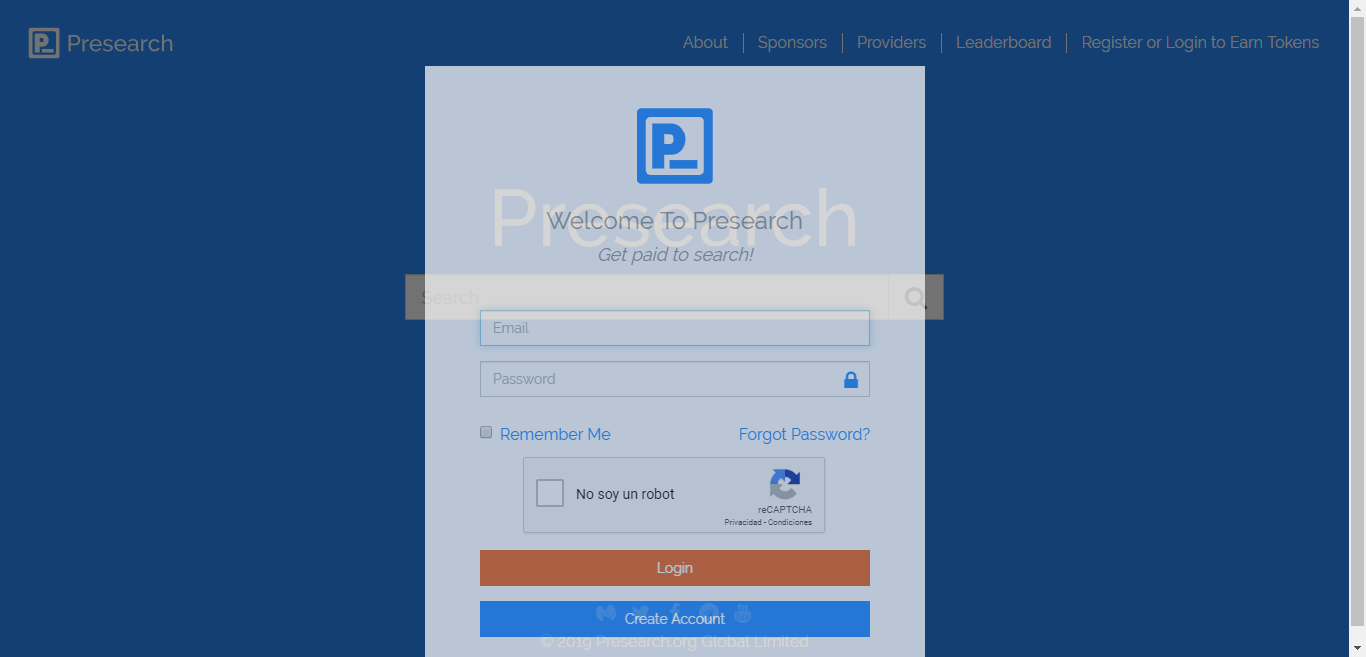 Presearch
About
Sponsors
Providers
Leaderboard
Register or Login to Earn Tokens
Presearch
Welcome To Presearch
Get paid to search!
Search
Email
Password
Remember Me
Forgot Password?
No soy un robot
reCAPTCHA
Privacidad - Condiciones
Login
Create Account
© 2019 Presearch.org Global Limited